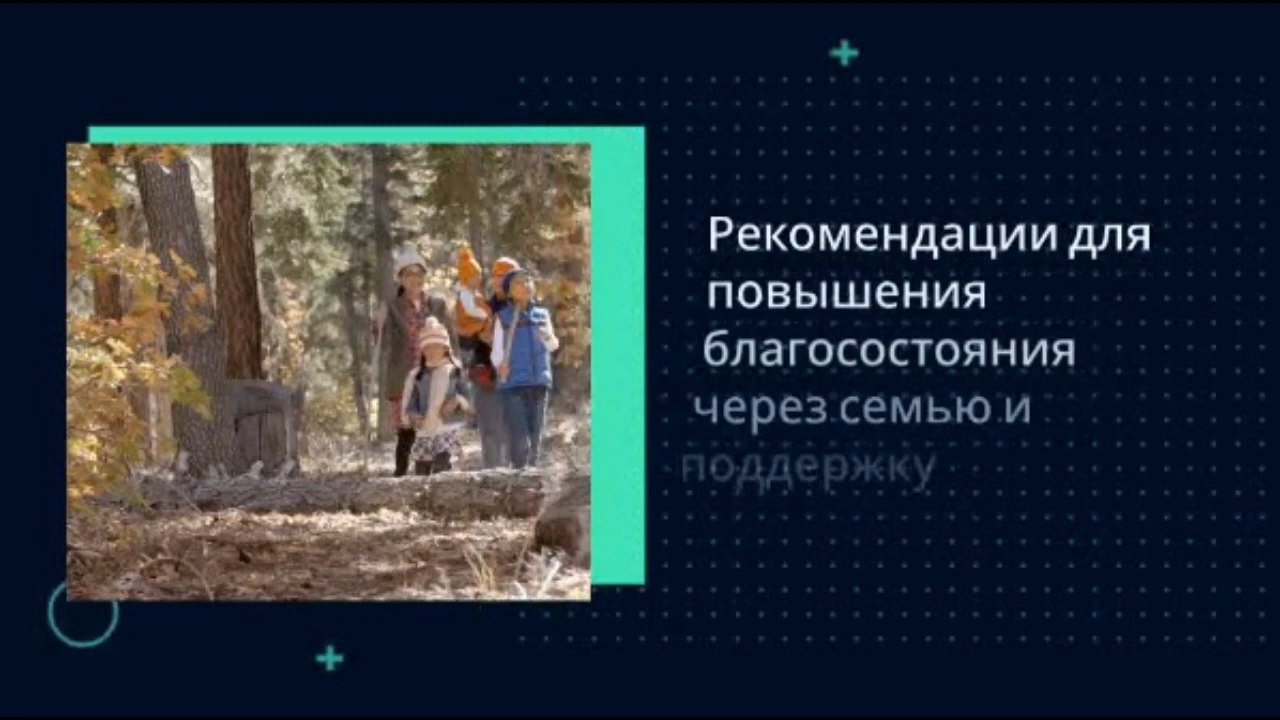 Рекомендации для
повышения
благосостояния
через семью и
поддержку